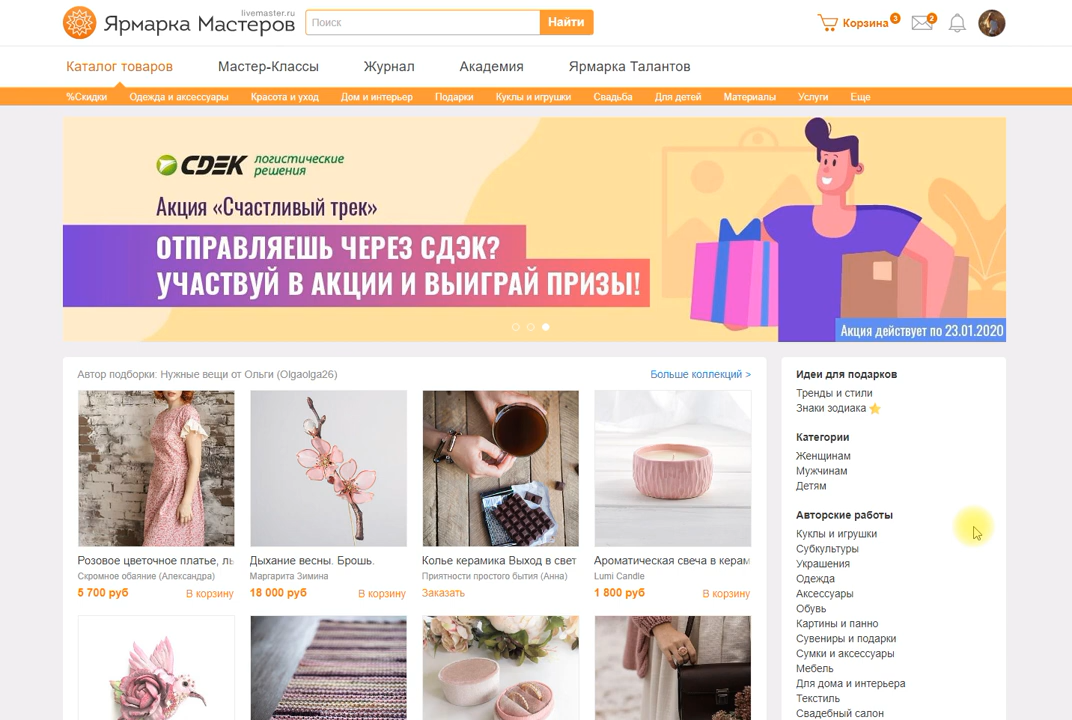 livemaster.ru
Ярмарка Мастеров
Поиск
Найти
Корзина 3
2
Каталог товаров
Мастер-Классы
Журнал
Академия
Ярмарка Талантов
%Скидки
Одежда и аксессуары
Красота и уход
Дом и интерьер
Подарки
Куклы и игрушки
Свадьба
Для детей
Материалы
Услуги
Еще
СДЕК логистические
решения
Акция «Счастливый трек»
ОТПРАВЛЯЕШЬ ЧЕРЕЗ СДЭК?
УЧАСТВУЙ В АКЦИИ И ВЫИГРАЙ ПРИЗЫ!
Акция действует по 23.01.2020
Автор подборки: Нужные вещи от Ольги (Olgaolga26)
Больше коллекций >
Розовое цветочное платье, ль
Скромное обаяние (Александра)
5 700 руб
В корзину
Дыхание весны. Брошь.
Маргарита Зимина
18 000 руб
В корзину
Колье керамика Выход в свет
Приятности простого бытия (Анна)
Заказать
Ароматическая свеча в керам
Lumi Candle
1 800 руб
В корзину
Идеи для подарков
Тренды и стили
Знаки зодиака
Категории
Женщинам
Мужчинам
Детям
Авторские работы
Куклы и игрушки
Субкультуры
Украшения
Одежда
Аксессуары
Обувь
Картины и панно
Сувениры и подарки
Сумки и аксессуары
Мебель
Для дома и интерьера
Текстиль
Свадебный салон